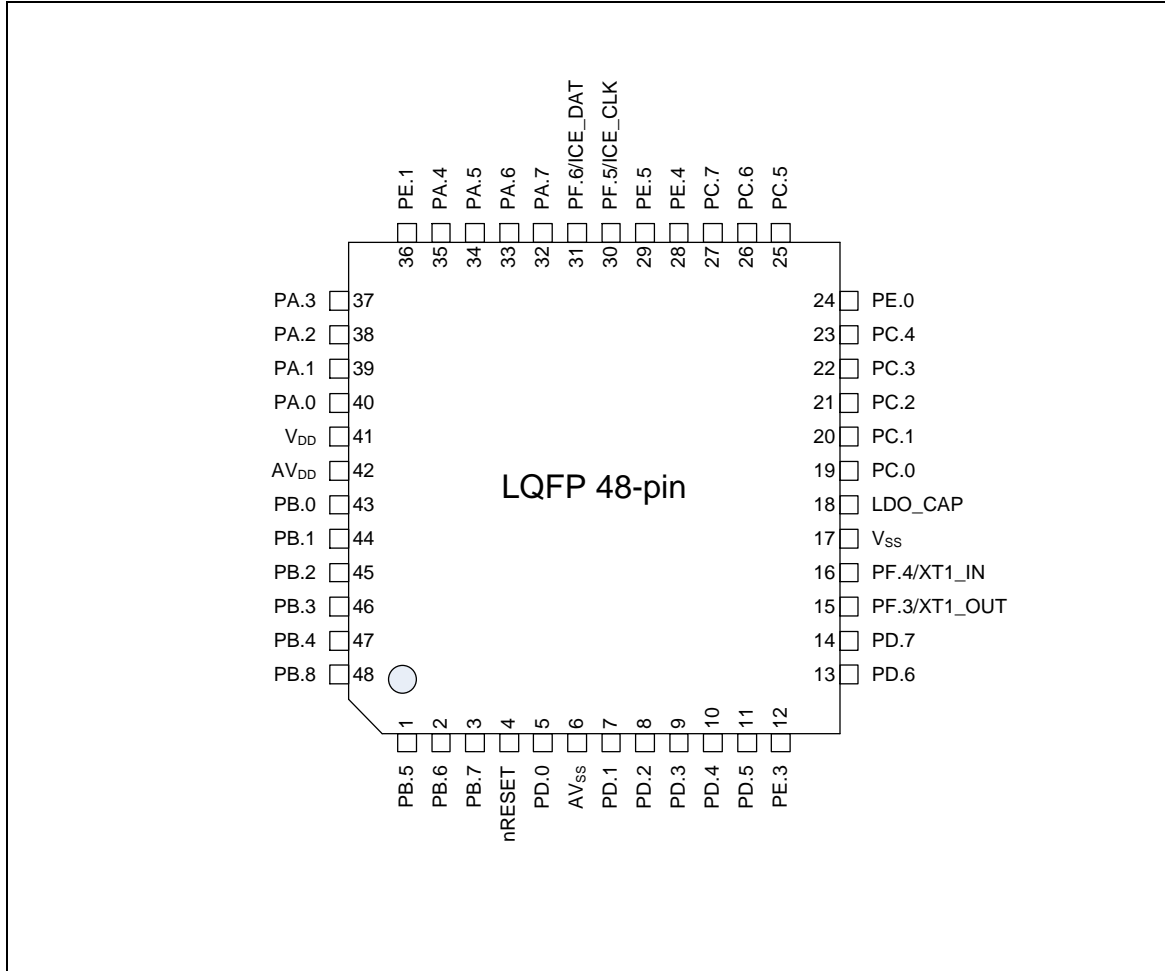 PE.1
PA.4
PA.5
PA.6
PA.7
PF.6/ICE_DAT
PF.5/ICE_CLK
PE.5
PE.4
PC.7
PC.6
PC.5
36
35
34
33
32
31
30
29
28
27
26
25
PA.3 37
PA.2 38
PA.1 39
PA.0 40
VDD 41
AVDD 42
PB.0 43
PB.1 44
PB.2 45
PB.3 46
PB.4 47
PB.8 48
LQFP 48-pin
24 PE.0
23 PC.4
22 PC.3
21 PC.2
20 PC.1
19 PC.0
18 LDO_CAP
17 VSS
16 PF.4/XT1_IN
15 PF.3/XT1_OUT
14 PD.7
13 PD.6
1
2
3
4
5
6
7
8
9
10
11
12
PB.5
PB.6
PB.7
nRESET
PD.0
AVSS
PD.1
PD.2
PD.3
PD.4
PD.5
PE.3